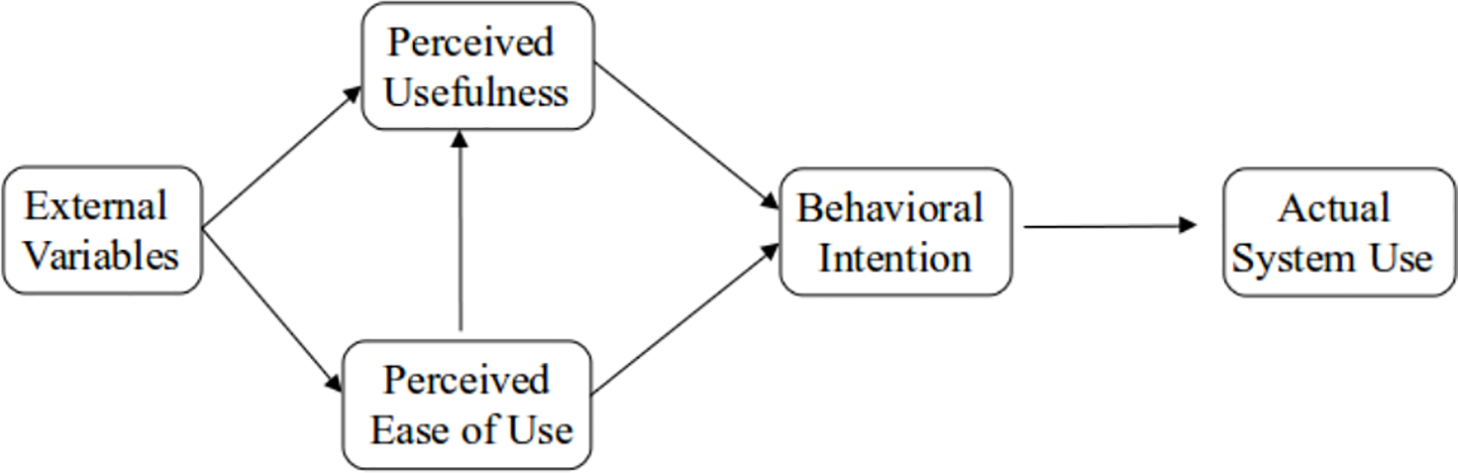 Perceived
Usefulness
External
Variables
Behavioral
Intention
Actual
System Use
Perceived
Ease of Use